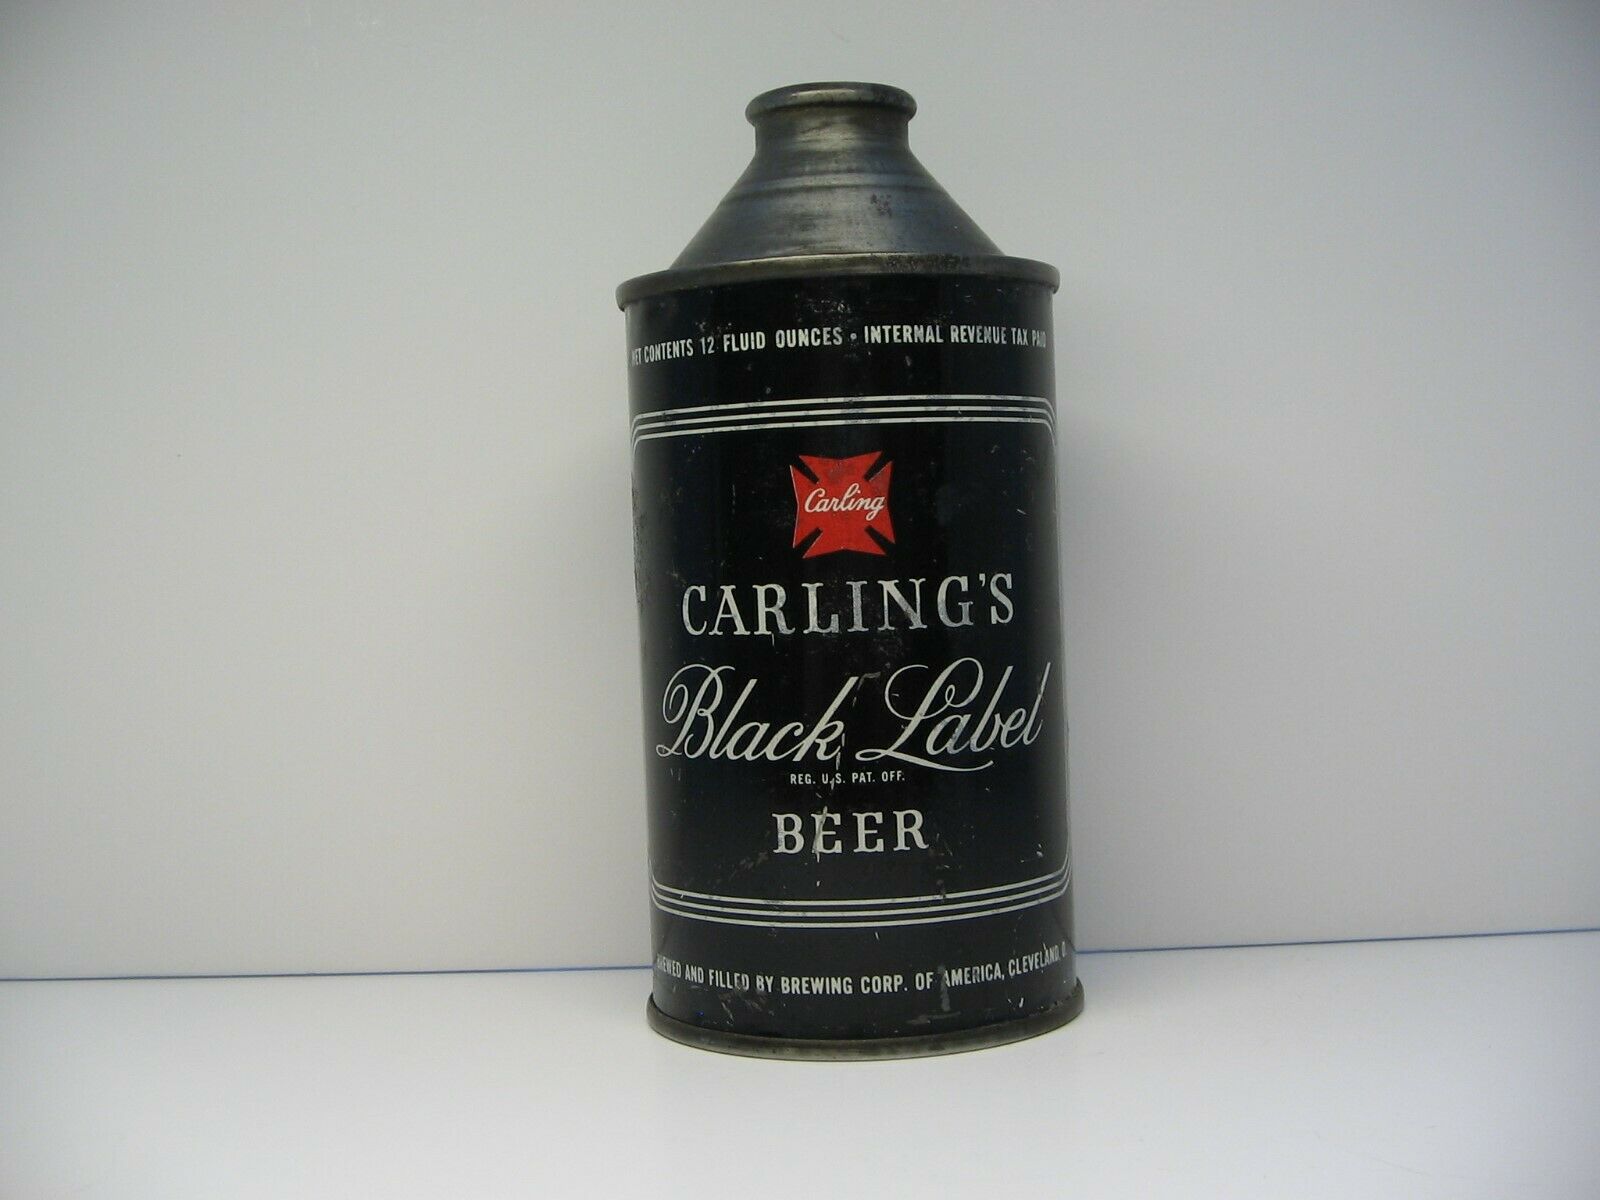 NET CONTENTS 12 FLUID OUNCES • INTERNAL REVENUE TAX PAID
Carling
CARLING'S
Black Label
REG. U.S. PAT. OFF.
BEER
BREWED AND FILLED BY BREWING CORP. OF AMERICA, CLEVELAND, O.